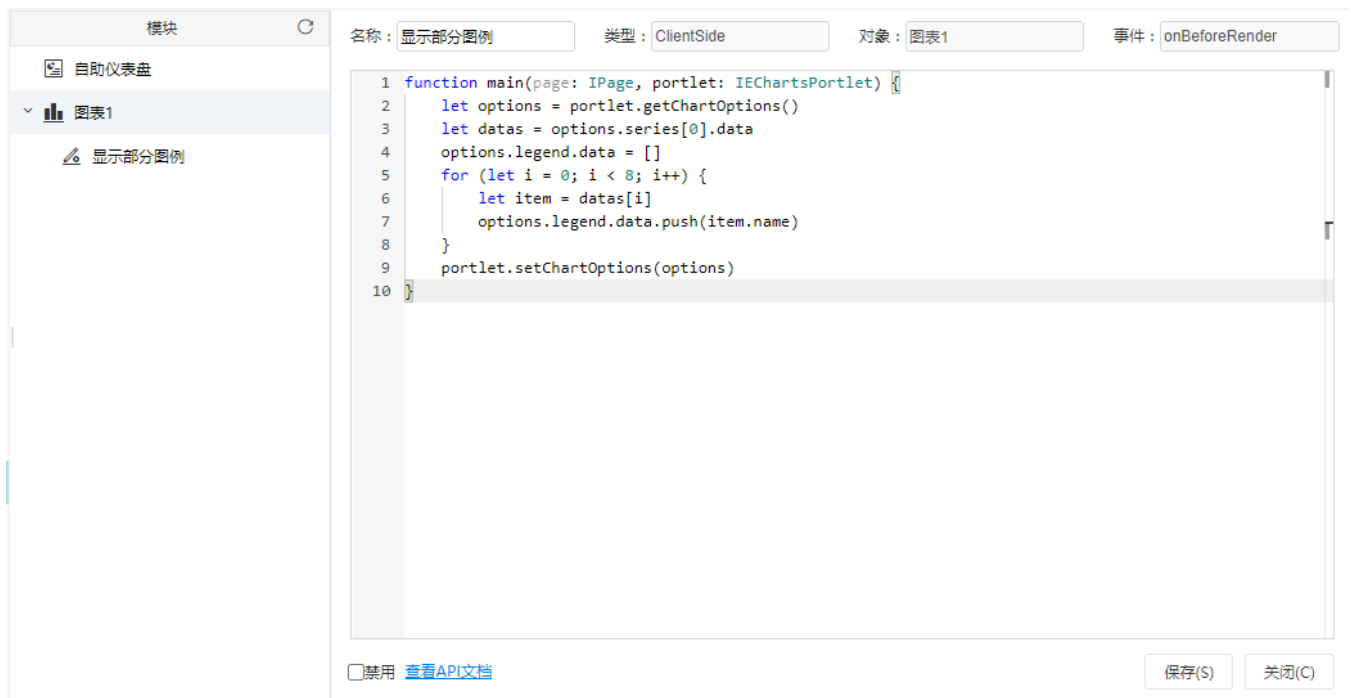 模块
自助仪表盘
图表1
显示部分图例
名称： 显示部分图例 类型： ClientSide 对象： 图表1 事件： onBeforeRender
1 function main(page: IPage, portlet: IEChartsPortlet) {
2 let options = portlet.getChartOptions()
3 let datas = options.series[0].data
4 options.legend.data = []
5 for (let i = 0; i < 8; i++) {
6 let item = datas[i]
7 options.legend.data.push(item.name)
8 }
9 portlet.setChartOptions(options)
10 }
禁用 查看API文档 保存(S) 关闭(C)